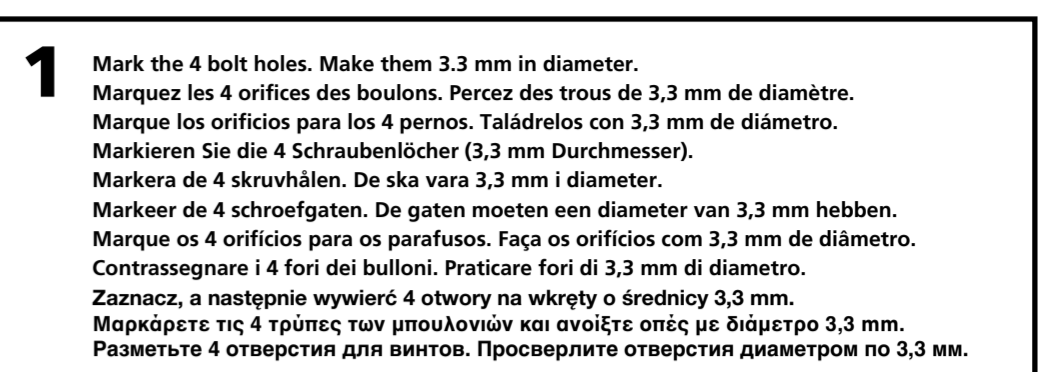 1
Mark the 4 bolt holes. Make them 3.3 mm in diameter.
Marquez les 4 orifices des boulons. Percez des trous de 3,3 mm de diamètre.
Marque los orificios para los 4 pernos. Taládrelos con 3,3 mm de diámetro.
Markieren Sie die 4 Schraubenlöcher (3,3 mm Durchmesser).
Markera de 4 skruvhålen. De ska vara 3,3 mm i diameter.
Markeer de 4 schroefgaten. De gaten moeten een diameter van 3,3 mm hebben.
Marque os 4 orifícios para os parafusos. Faça os orifícios com 3,3 mm de diâmetro.
Contrassegnare i 4 fori dei bulloni. Praticare fori di 3,3 mm di diametro.
Zaznacz, a następnie wywierć 4 otwory na wkręty o średnicy 3,3 mm.
Μαρκάρετε τις 4 τρύπες των μπουλονιών και ανοίξτε οπές με διάμετρο 3,3 mm.
Разметьте 4 отверстия для винтов. Просверлите отверстия диаметром по 3,3 мм.